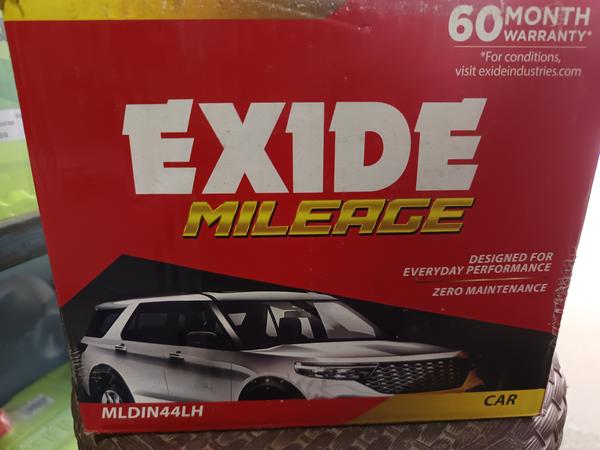 60 MONTH
WARRANTY*
*For conditions,
visit exideindustries.com
EXIDE
MILEAGE
DESIGNED FOR
EVERYDAY PERFORMANCE
ZERO MAINTENANCE
MLDIN44LH
CAR